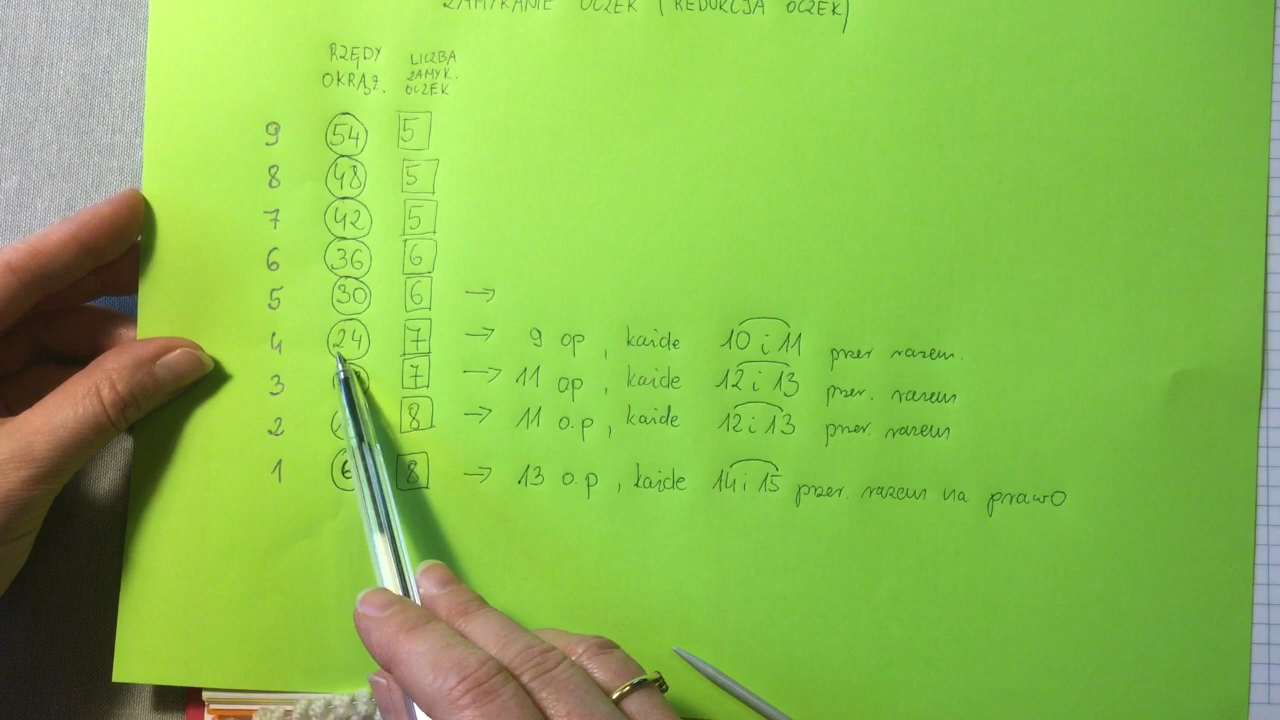 ZAMYKANIE OCZEK (REDUKCJA OCZEK)
RZĘDY OKRĄŻ. LICZBA ZAMYK. OCZEK
9 54 5
8 48 5
7 42 5
6 36 6
5 30 6 →
4 24 7 → 9 op, każde 10 i 11 przer razem.
3 7 → 11 op, każde 12 i 13 przer. razem
2 8 → 11 o.p, każde 12 i 13 przer. razem
1 6 8 → 13 o.p, każde 14 i 15 przer. razem na prawo